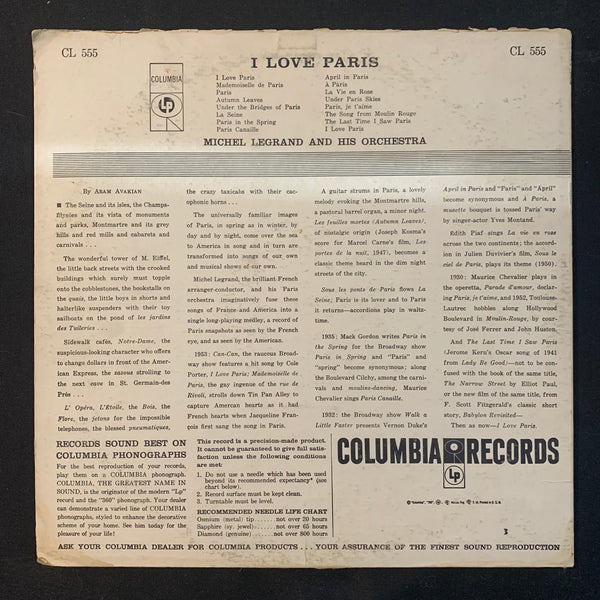 CL 555
CL 555
I LOVE PARIS
COLUMBIA
Lp
I Love Paris
Mademoiselle de Paris
Paris
Autumn Leaves
Under the Bridges of Paris
La Seine
Paris in the Spring
Paris Canaille
April in Paris
A Paris
La Vie en Rose
Under Paris Skies
Paris, je t'aime
The Song from Moulin Rouge
The Last Time I Saw Paris
I Love Paris
MICHEL LEGRAND AND HIS ORCHESTRA
By ARAM AVAKIAN
■ The Seine and its isles, the Champs-
Elysées and its vista of monuments
and parks, Montmartre and its grey
hills and red mills and cabarets and
carnivals . . .
The wonderful tower of M. Eiffel,
the little back streets with the crooked
buildings which surely must topple
onto the cobblestones, the bookstalls on
the quais, the little boys in shorts and
halterlike suspenders with their toy
sailboats on the pond of les jardins
des Tuileries . . .
Sidewalk cafés, Notre-Dame, the
suspicious-looking character who offers
to change dollars in front of the Amer-
ican Express, the zazous strolling to
the next cave in St. Germain-des
Prés . . .
L' Opéra, L'Etoile, the Bois, the
Flore, the jetons for the impossible
telephones, the blessed pneumatiques,
the crazy taxicabs with their cac-
ophonic horns . . .
The universally familiar images
of Paris, in spring as in winter, by
day and by night, come over the sea
to America in song and in turn are
transformed into songs of our own
and musical shows of our own.
Michel Legrand, the brilliant French
arranger-conductor, and his Paris
orchestra imaginatively fuse these
songs of France and America into a
single long-playing medley, a record of
Paris snapshots as seen by the French
eye, and as seen by the American.
1953: Can-Can, the raucous Broad-
way show features a hit song by Cole
Porter, I Love Paris; Mademoiselle de
Paris, the gay ingenue of the rue de
Rivoli, strolls down Tin Pan Alley to
capture American hearts as it had
French hearts when Jacqueline Fran-
çois first sang the song in Paris.
A guitar strums in Paris, a lovely
melody evoking the Montmartre hills,
a pastoral barrel organ, a minor night.
Les feuilles mortes (Autumn Leaves),
of nostalgic origin (Joseph Kosma's
score for Marcel Carne's film, Les
portes de la nuit, 1947), becomes a
classic theme heard in the dim night
streets of the city.
Sous les ponts de Paris flows La
Seine; Paris is its lover and to Paris
it returns—accordions play in waltz-
time.
1935: Mack Gordon writes Paris in
the Spring for the Broadway show
Paris in Spring and "Paris" and
"spring" become synonymous; along
the Boulevard Clichy, among the carni-
vals and moulins-dancing, Maurice
Chevalier sings Paris Canaille.
1932: the Broadway show Walk a
Little Faster presents Vernon Duke's
April in Paris and "Paris" and "April"
become synonymous and À Paris, a
musette bouquet is tossed Paris' way
by singer-actor Yves Montand.
Edith Piaf sings La vie en rose
across the two continents; the accord-
ion in Julien Duvivier's film, Sous le
ciel de Paris, plays its theme (1950).
1930: Maurice Chevalier plays in
the operetta, Parade d'amour, declar-
ing Paris, je t'aime, and 1952, Toulouse-
Lautrec hobbles along Hollywood
Boulevard in Moulin-Rouge, by cour-
tesy of José Ferrer and John Huston.
And The Last Time I Saw Paris
(Jerome Kern's Oscar song of 1941
from Lady Be Good)—not to be con-
fused with the book of the same title,
The Narrow Street by Elliot Paul,
or the new film of the same title, from
F. Scott Fitzgerald's classic short
story, Babylon Revisited—
Then as now—I Love Paris.
RECORDS SOUND BEST ON
COLUMBIA PHONOGRAPHS
For the best reproduction of your records,
play them on a COLUMBIA phonograph.
COLUMBIA, THE GREATEST NAME IN
SOUND, is the originator of the modern "Lp"
record and the "360" phonograph. Your dealer
can demonstrate a varied line of COLUMBIA
phonographs, styled to enhance the decorative
scheme of your home. See him today for the
pleasure of your life!
This record is a precision-made product.
It cannot be guaranteed to give full satis-
faction unless the following conditions
are met:
1. Do not use a needle which has been used
beyond its recommended expectancy* (see
chart below).
2. Record surface must be kept clean.
3. Turntable must be level.
RECOMMENDED NEEDLE LIFE CHART
Osmium (metal) tip ........not over 20 hours
Sapphire (sy. jewel)......not over 65 hours
Diamond (genuine)........not over 800 hours
COLUMBIA RECORDS
Lp
3
ASK YOUR COLUMBIA DEALER FOR COLUMBIA PRODUCTS . . . YOUR ASSURANCE OF THE FINEST SOUND REPRODUCTION